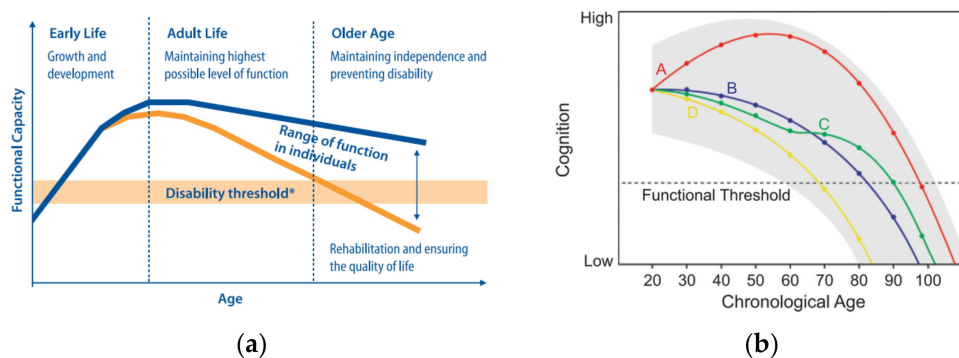 Early Life
Growth and
development
Adult Life
Maintaining highest
possible level of function
Older Age
Maintaining independence and
preventing disability
Functional Capacity
Range of function
in individuals
Disability threshold*
Rehabilitation and ensuring
the quality of life
Age
(a)
High
Cognition
A
B
C
D
Functional Threshold
Low
10 20 30 40 50 60 70 80 90 100
Chronological Age
(b)